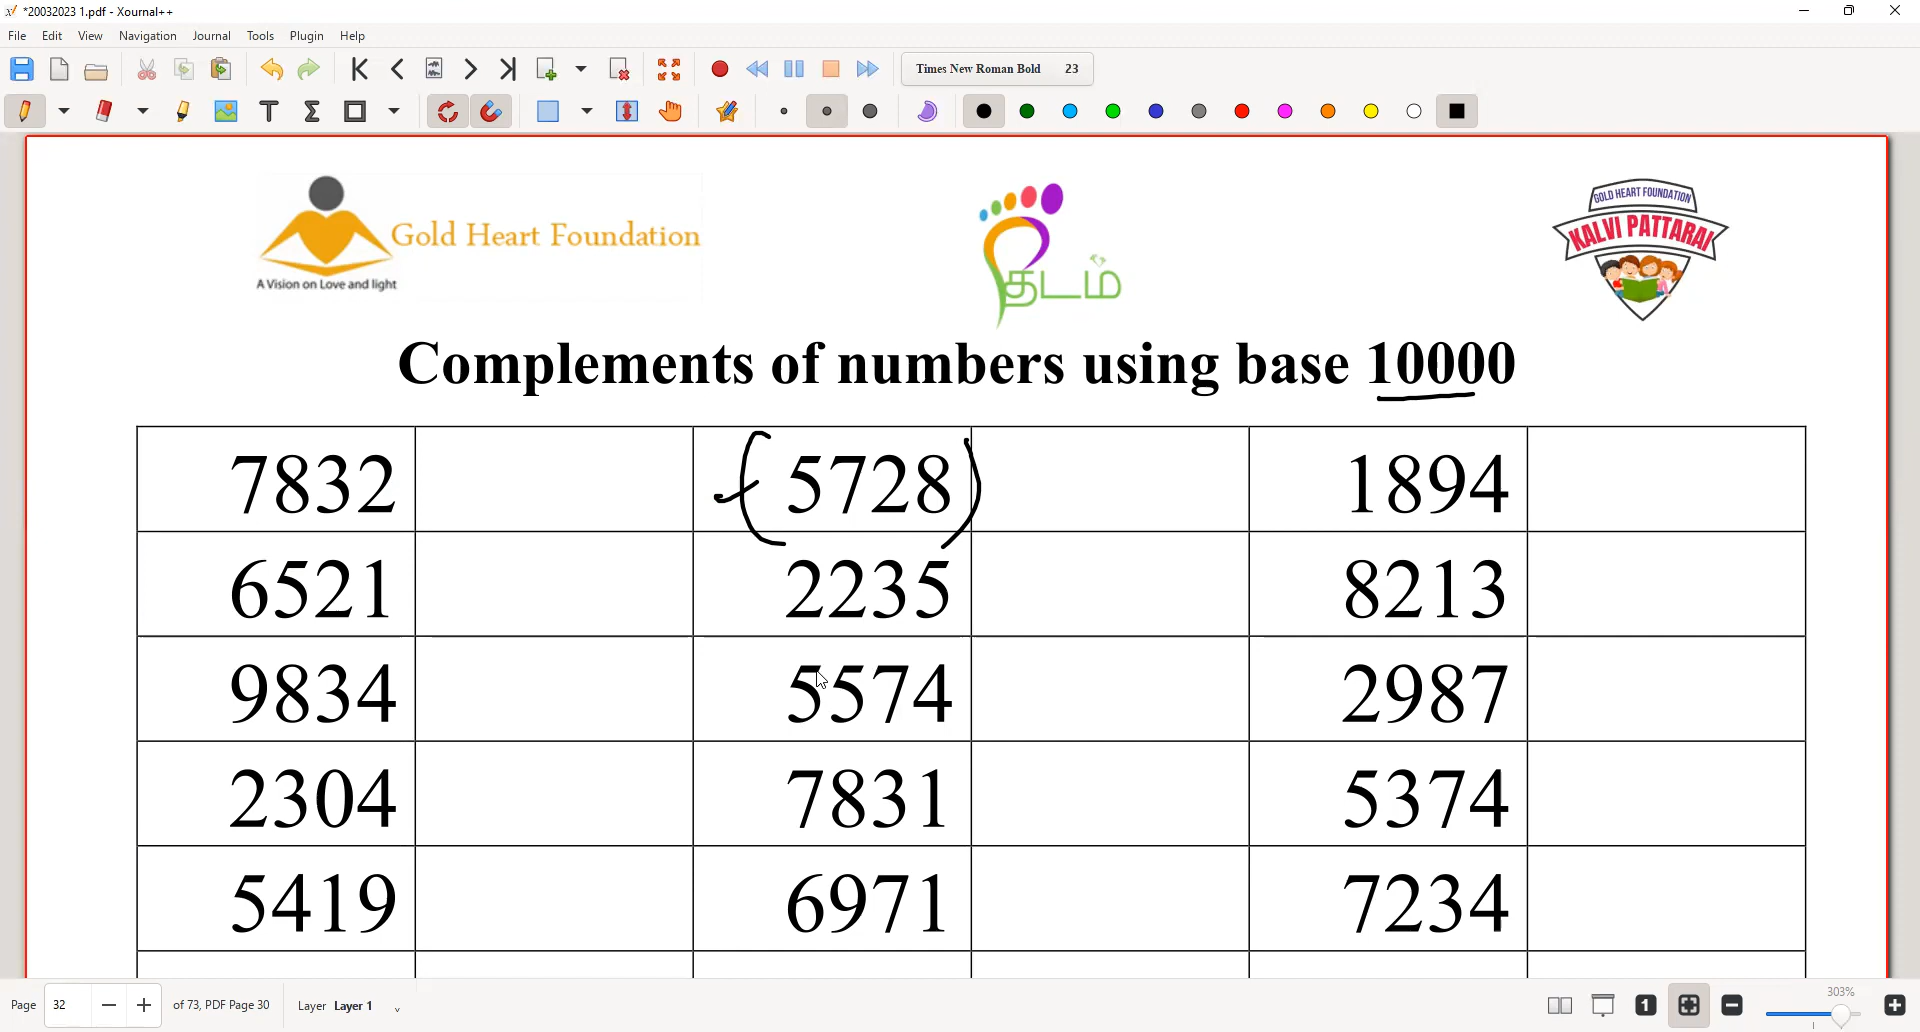 *20032023 1.pdf - Xournal++
File Edit View Navigation Journal Tools Plugin Help
Times New Roman Bold 23
Gold Heart Foundation
A Vision on Love and light
தடம்
GOLD HEART FOUNDATION
KALVI PATTARAI
Complements of numbers using base 10000
7832 -(5728) 1894
6521 2235 8213
9834 5574 2987
2304 7831 5374
5419 6971 7234
Page 32 of 73, PDF Page 30 Layer Layer 1 1 303%